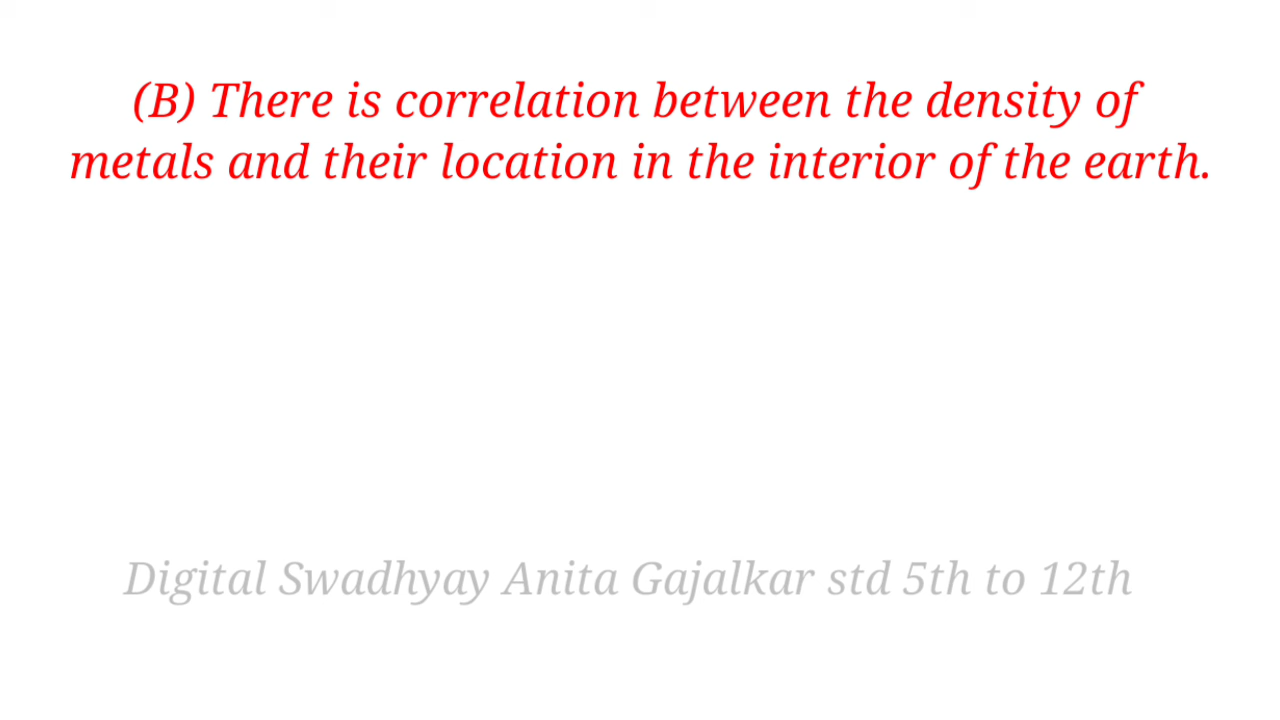 (B) There is correlation between the density of
metals and their location in the interior of the earth.
Digital Swadhyay Anita Gajalkar std 5th to 12th